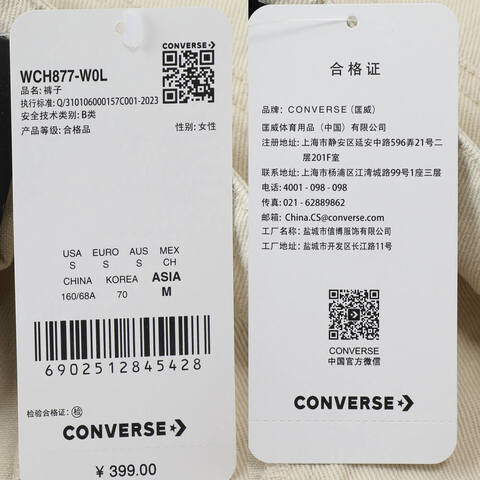 CONVERSE
WCH877-W0L
品名: 裤子
执行标准: Q/310106000157C001-2023
安全技术类别: B类
产品等级: 合格品 性别: 女性
USA EURO AUS MEX
S S S CH
CHINA KOREA ASIA
160/68A 70 M
6902512845428
检验合格证: 检
CONVERSE
¥ 399.00
合格证
品牌: CONVERSE (匡威)
匡威体育用品（中国）有限公司
注册地址: 上海市静安区延安中路596弄21号二
层201F室
联系地址: 上海市杨浦区江湾城路99号1座三层
电话: 4001 - 098 - 098
传真: 021 - 62889862
邮箱: China.CS@converse.com
工厂名称: 盐城市信博服饰有限公司
工厂地址: 盐城市开发区长江路11号
CONVERSE
中国官方微信
CONVERSE